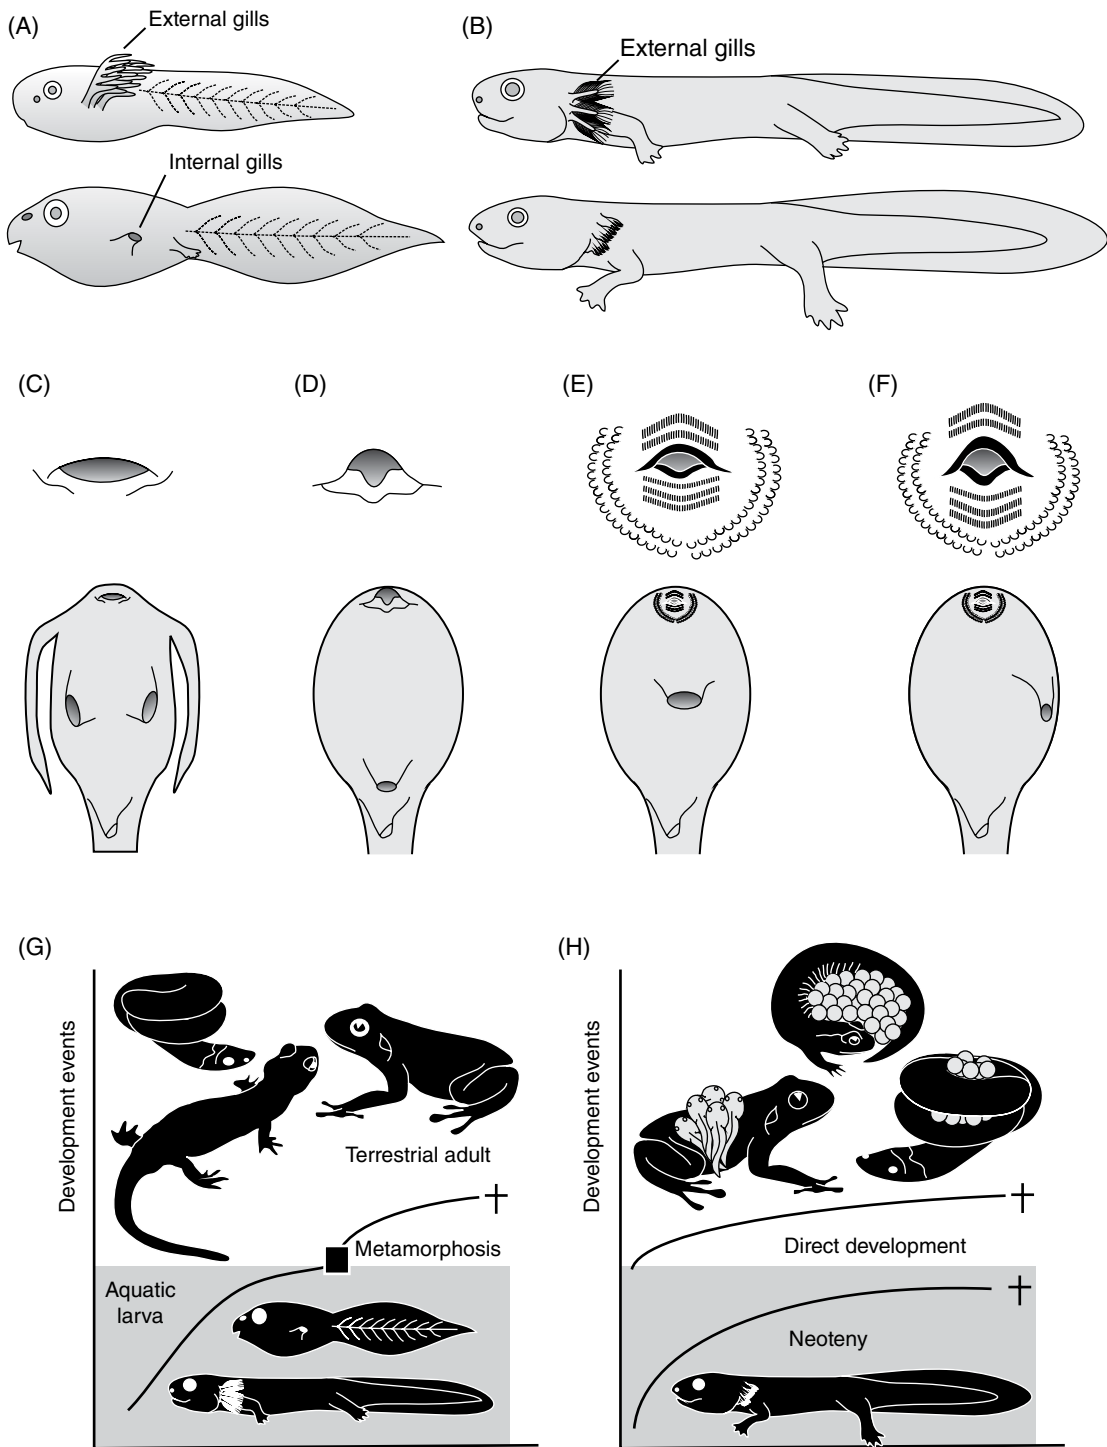 (A)
External gills
Internal gills
(B)
External gills
(C)
(D)
(E)
(F)
(G)
Development events
Terrestrial adult
Metamorphosis
Aquatic
larva
(H)
Development events
Direct development
Neoteny